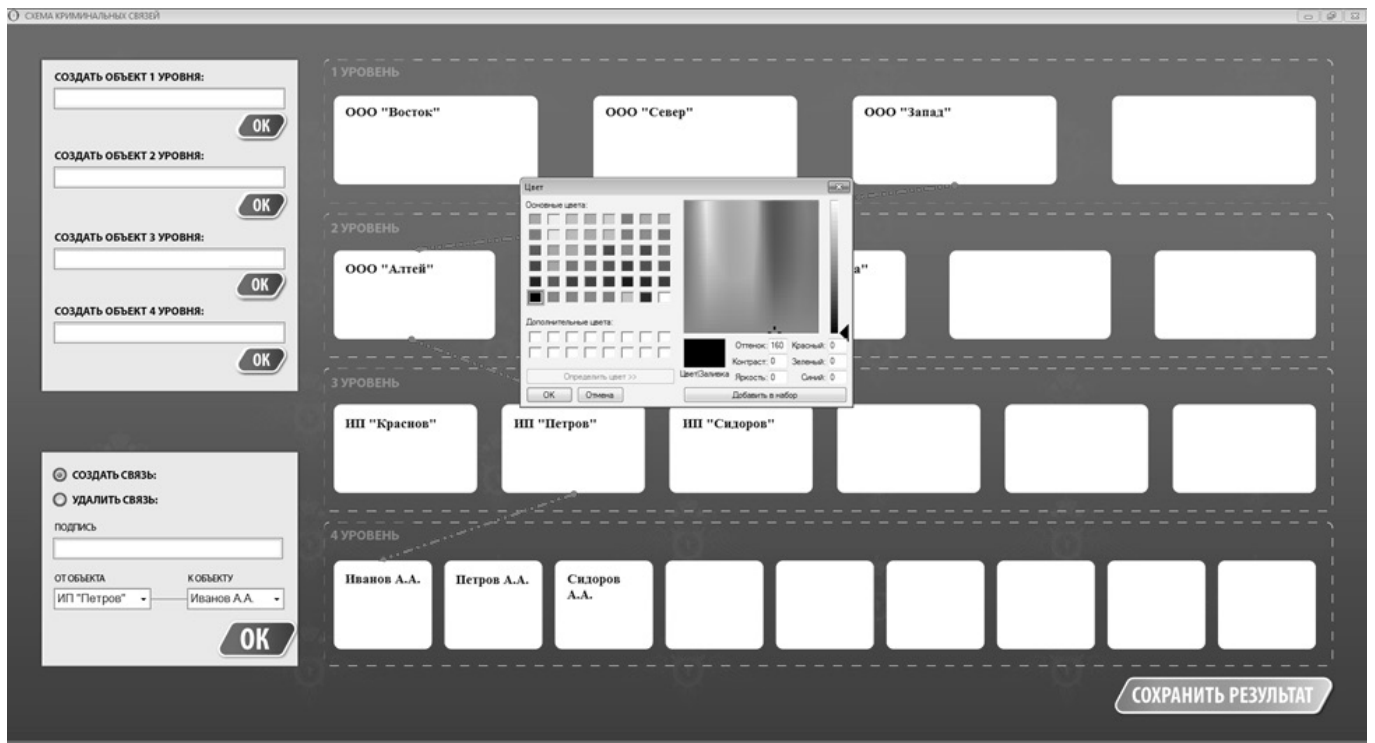 СХЕМА КРИМИНАЛЬНЫХ СВЯЗЕЙ
СОЗДАТЬ ОБЪЕКТ 1 УРОВНЯ:
OK
СОЗДАТЬ ОБЪЕКТ 2 УРОВНЯ:
OK
СОЗДАТЬ ОБЪЕКТ 3 УРОВНЯ:
OK
СОЗДАТЬ ОБЪЕКТ 4 УРОВНЯ:
OK
СОЗДАТЬ СВЯЗЬ:
УДАЛИТЬ СВЯЗЬ:
ПОДПИСЬ
ОТ ОБЪЕКТА К ОБЪЕКТУ
ИП "Петров" Иванов А.А.
OK
1 УРОВЕНЬ
ООО "Восток" ООО "Север" ООО "Запад"
2 УРОВЕНЬ
ООО "Алтей" а"
Цвет
Основные цвета:
Дополнительные цвета:
Определить цвет >>
OK Отмена
Цвет|Заливка
Оттенок: 160 Красный: 0
Контраст: 0 Зеленый: 0
Яркость: 0 Синий: 0
Добавить в набор
3 УРОВЕНЬ
ИП "Краснов" ИП "Петров" ИП "Сидоров"
4 УРОВЕНЬ
Иванов А.А. Петров А.А. Сидоров
А.А.
СОХРАНИТЬ РЕЗУЛЬТАТ